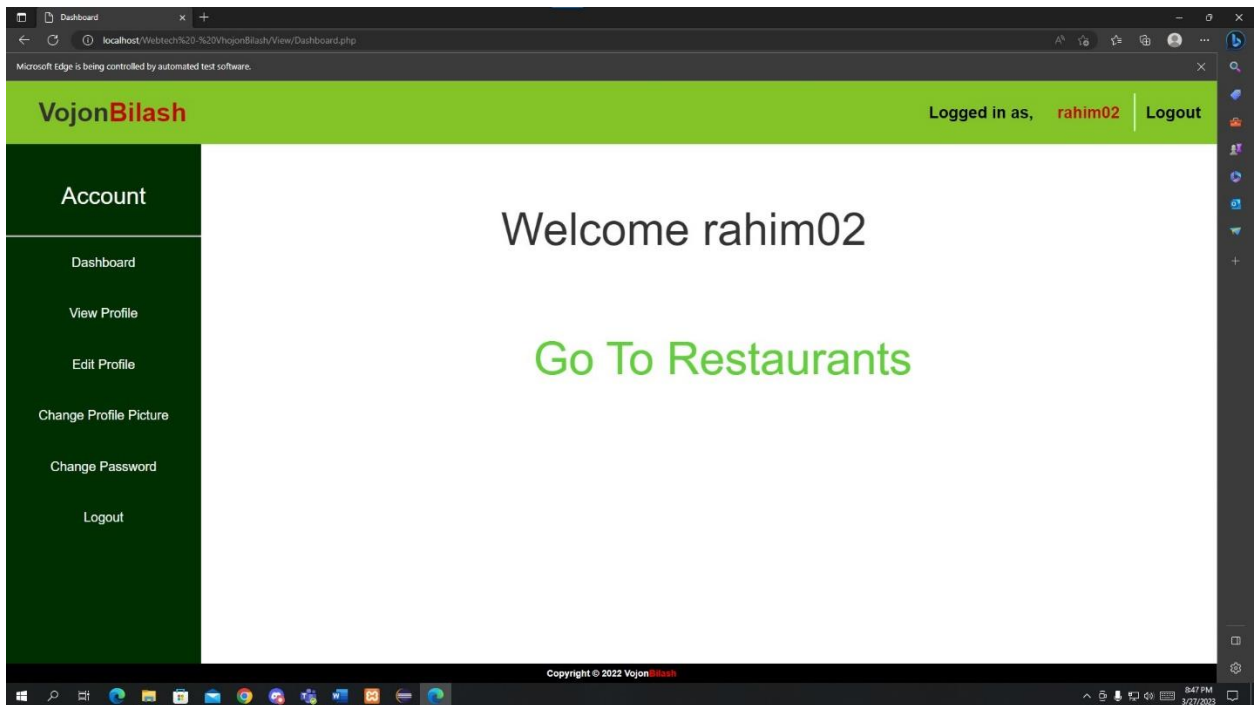 Dashboard
localhost/Webtech%20-%20VhojonBilash/View/Dashboard.php
Microsoft Edge is being controlled by automated test software.
VojonBilash
Logged in as, rahim02 Logout
Account
Dashboard
View Profile
Edit Profile
Change Profile Picture
Change Password
Logout
Welcome rahim02
Go To Restaurants
Copyright © 2022 VojonBilash
8:47 PM
3/27/2023